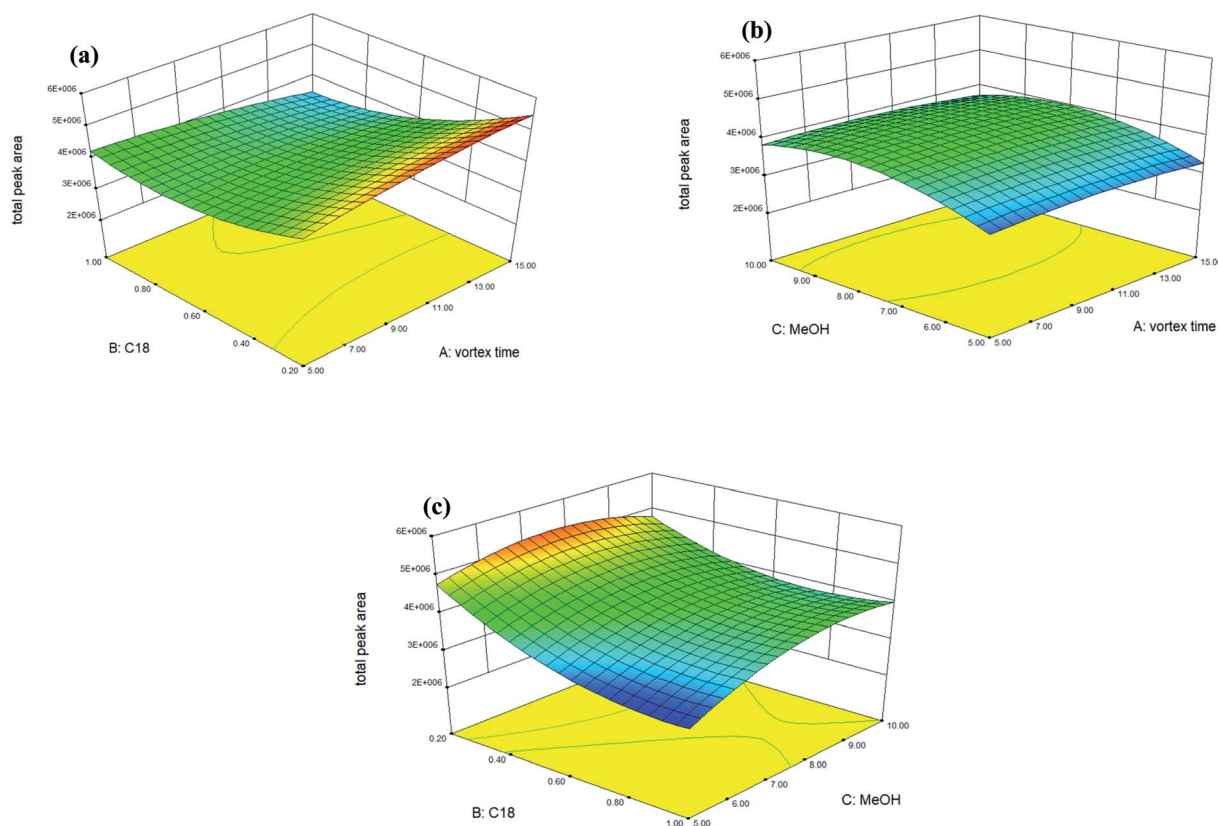 (a)
6E+006
5E+006
4E+006
3E+006
2E+006
total peak area
1.00
0.80
0.60
0.40
0.20
B: C18
5.00
7.00
9.00
11.00
13.00
15.00
A: vortex time
(b)
6E+006
5E+006
4E+006
3E+006
2E+006
total peak area
10.00
9.00
8.00
7.00
6.00
5.00
C: MeOH
5.00
7.00
9.00
11.00
13.00
15.00
A: vortex time
(c)
6E+006
5E+006
4E+006
3E+006
2E+006
total peak area
0.20
0.40
0.60
0.80
1.00
B: C18
5.00
6.00
7.00
8.00
9.00
10.00
C: MeOH